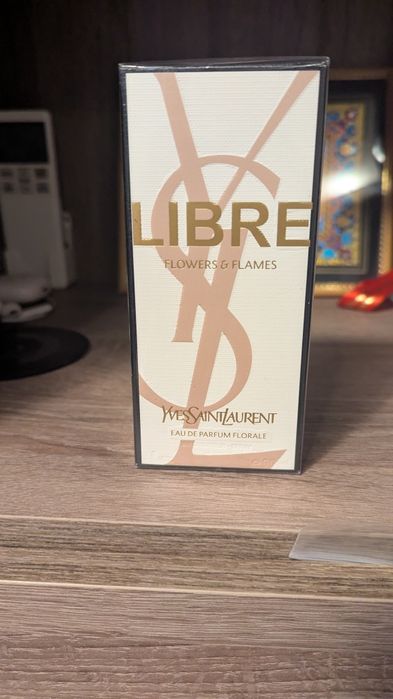 LIBRE
FLOWERS & FLAMES
YVESSAINTLAURENT
EAU DE PARFUM FLORALE